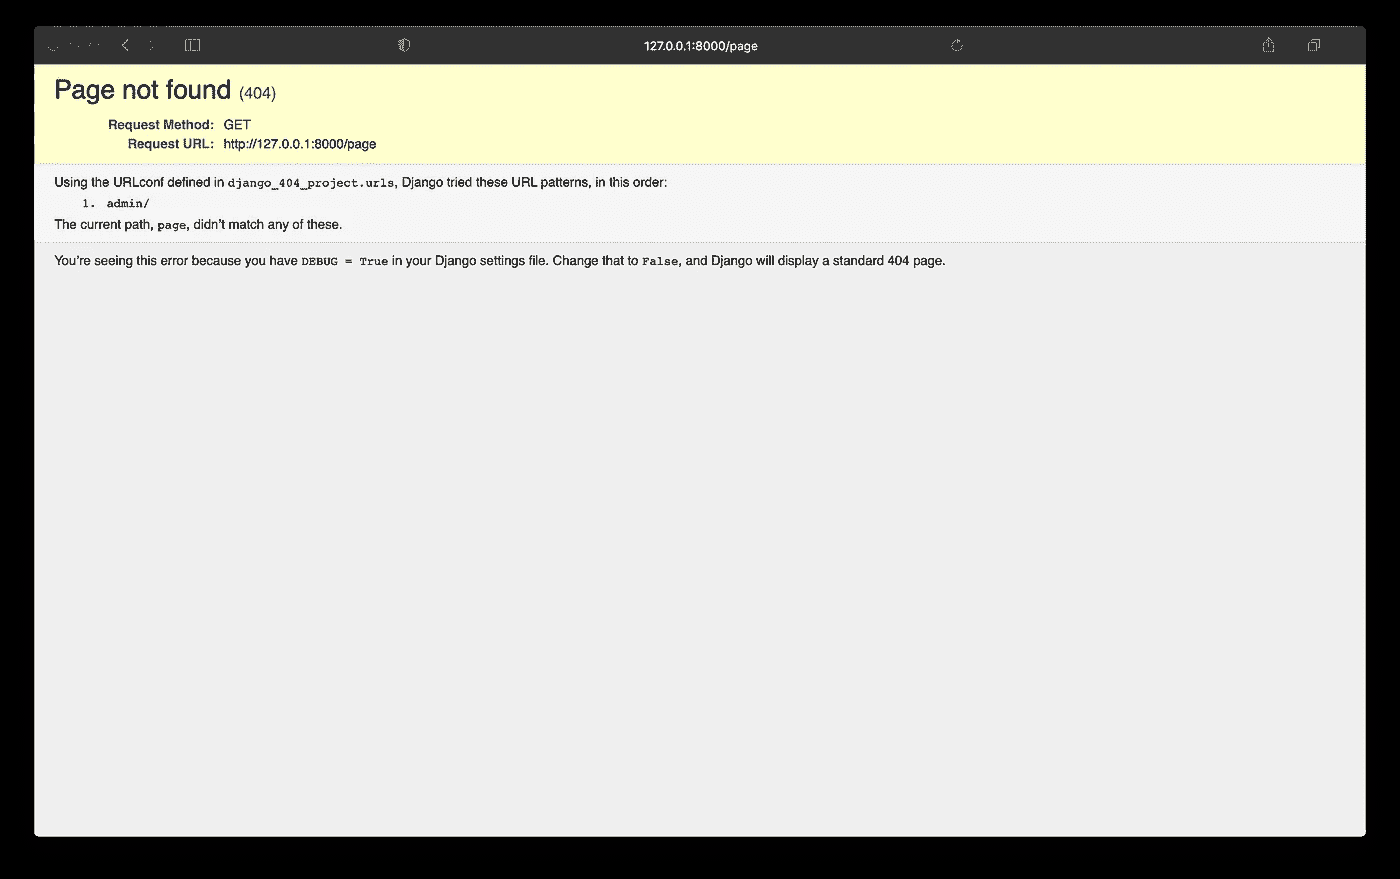 127.0.0.1:8000/page
Page not found (404)
Request Method: GET
Request URL: http://127.0.0.1:8000/page
Using the URLconf defined in django_404_project.urls, Django tried these URL patterns, in this order:
1. admin/
The current path, page, didn’t match any of these.
You’re seeing this error because you have DEBUG = True in your Django settings file. Change that to False, and Django will display a standard 404 page.